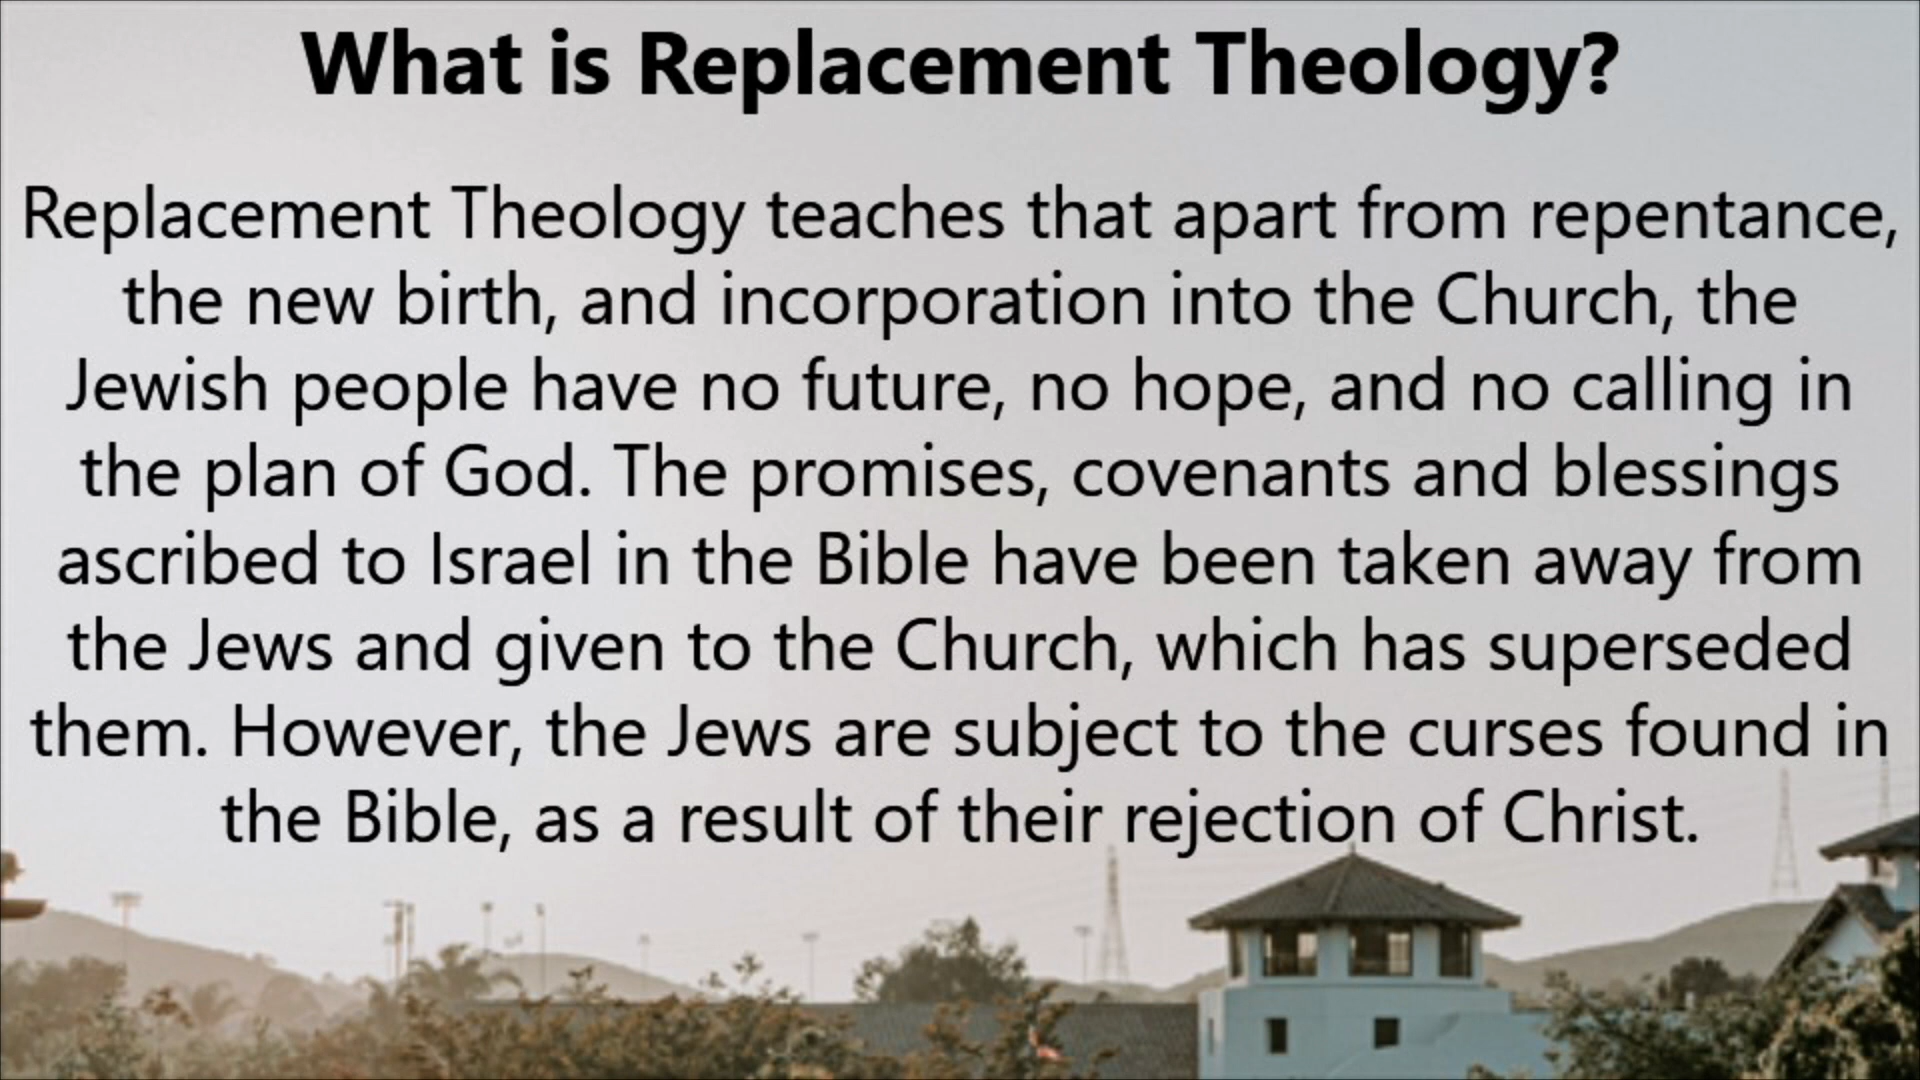 What is Replacement Theology?
Replacement Theology teaches that apart from repentance,
the new birth, and incorporation into the Church, the
Jewish people have no future, no hope, and no calling in
the plan of God. The promises, covenants and blessings
ascribed to Israel in the Bible have been taken away from
the Jews and given to the Church, which has superseded
them. However, the Jews are subject to the curses found in
the Bible, as a result of their rejection of Christ.